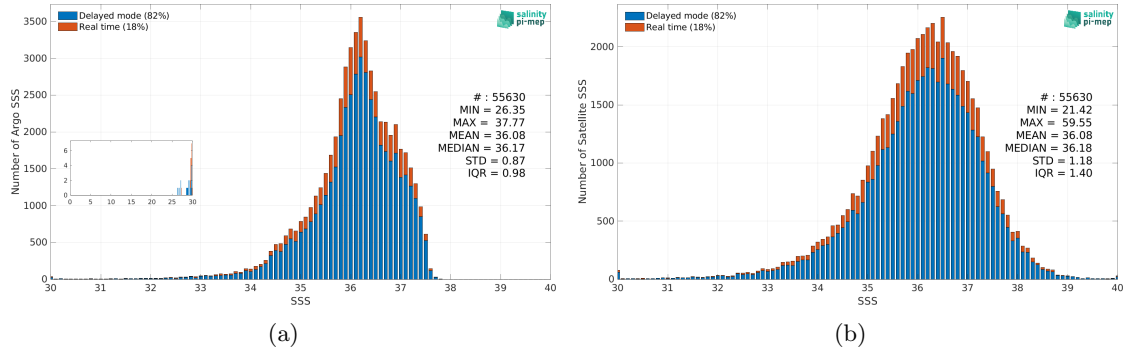 Delayed mode (82%)
Real time (18%)
salinity
pi-mep
3500
3000
2500
2000
1500
1000
500
0
Number of Argo SSS
# : 55630
MIN = 26.35
MAX = 37.77
MEAN = 36.08
MEDIAN = 36.17
STD = 0.87
IQR = 0.98
6
4
2
0
0 5 10 15 20 25 30
30 31 32 33 34 35 36 37 38 39 40
SSS
(a)
Delayed mode (82%)
Real time (18%)
salinity
pi-mep
2000
1500
1000
500
0
Number of Satellite SSS
# : 55630
MIN = 21.42
MAX = 59.55
MEAN = 36.08
MEDIAN = 36.18
STD = 1.18
IQR = 1.40
30 31 32 33 34 35 36 37 38 39 40
SSS
(b)